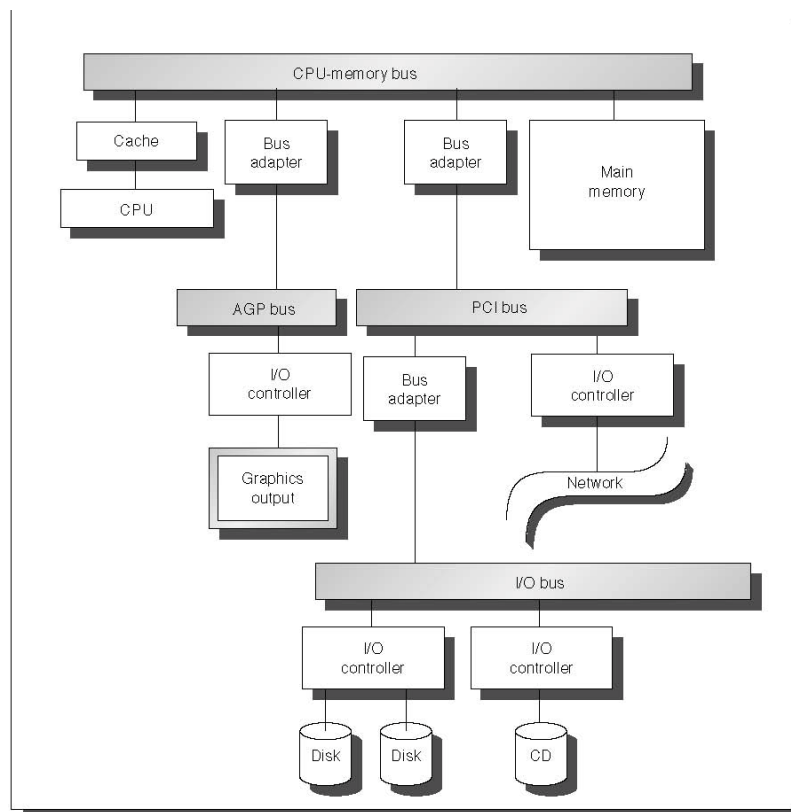 CPU-memory bus
Cache
Bus
adapter
Bus
adapter
Main
memory
CPU
AGP bus
PCI bus
I/O
controller
Bus
adapter
I/O
controller
Graphics
output
Network
I/O bus
I/O
controller
I/O
controller
Disk
Disk
CD